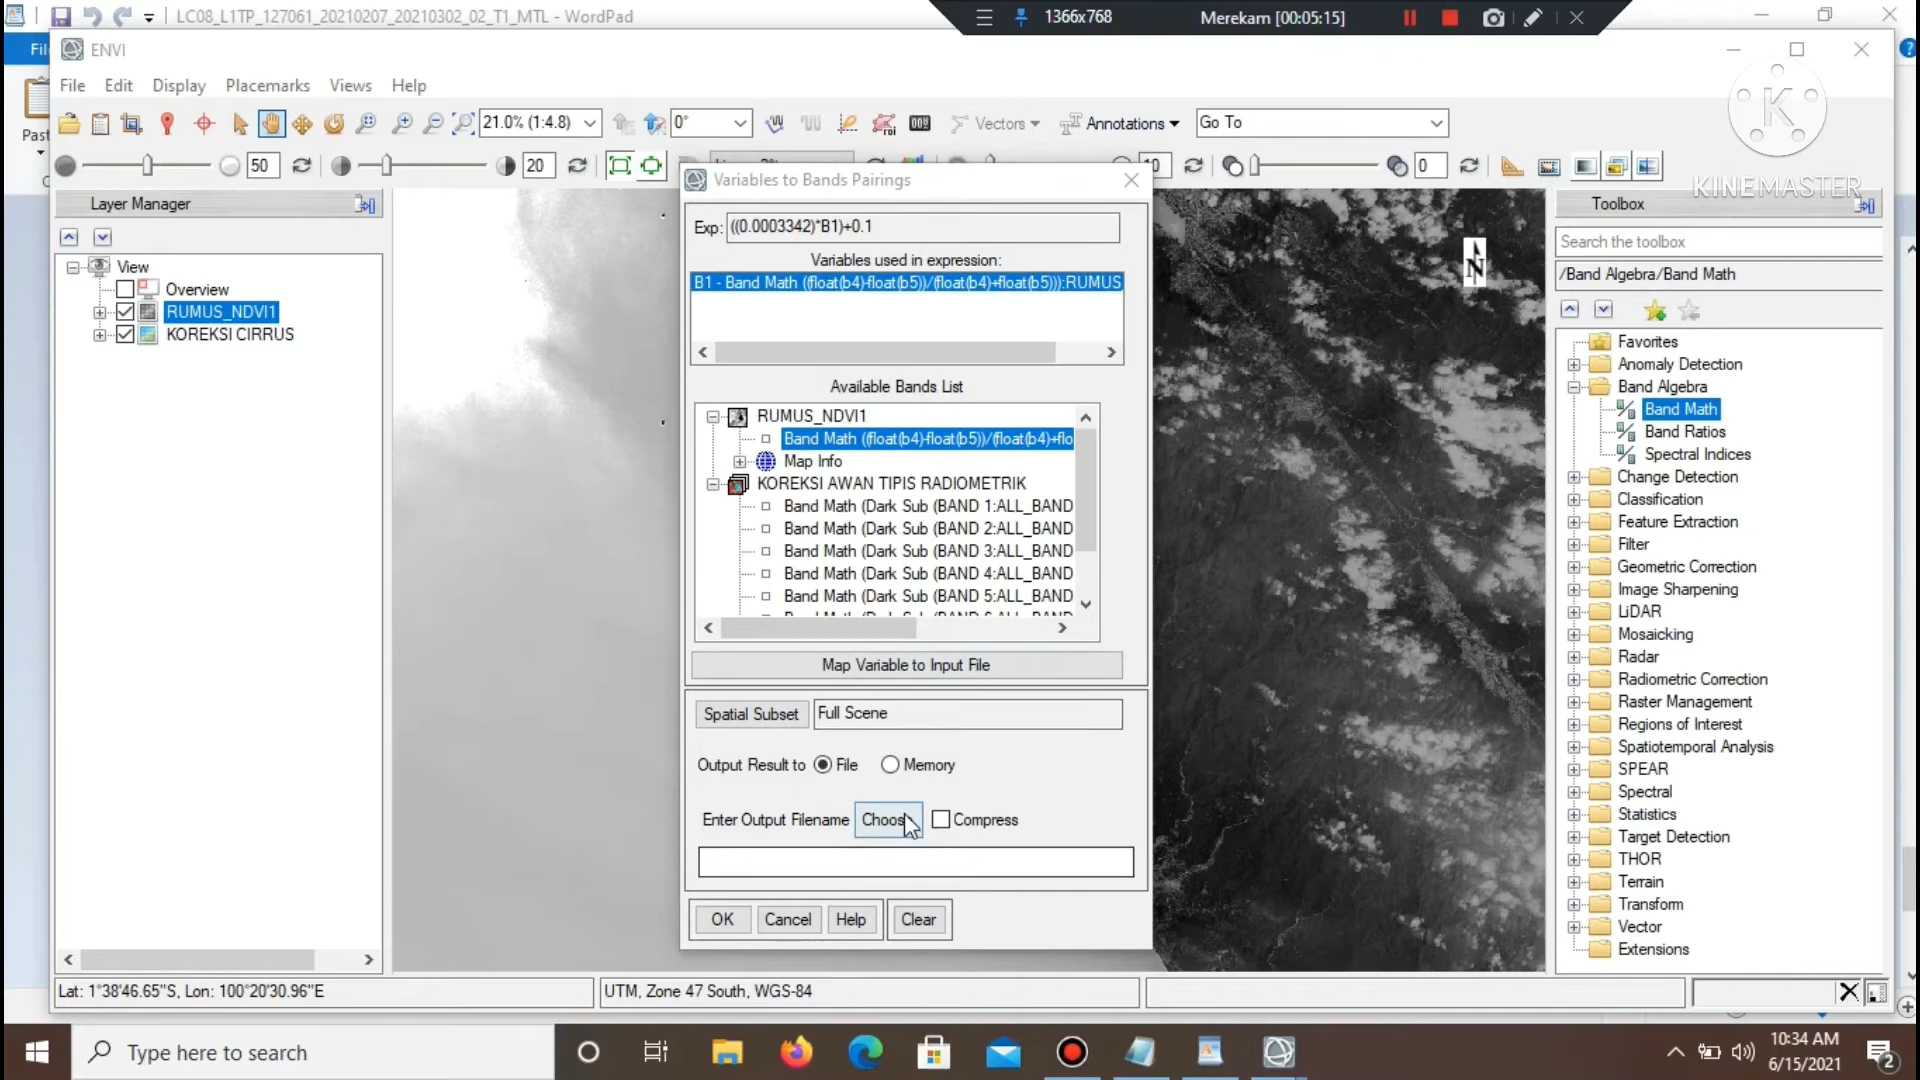 LC08_L1TP_127061_20210207_20210302_02_T1_MTL - WordPad
1366x768
Merekam [00:05:15]
ENVI
File Edit Display Placemarks Views Help
21.0% (1:4.8)
0°
Vectors
Annotations
Go To
50
20
10
0
KINEMASTER
Layer Manager
View
Overview
RUMUS_NDVI1
KOREKSI CIRRUS
Variables to Bands Pairings
Exp: ((0.0003342)*B1)+0.1
Variables used in expression:
B1 - Band Math ((float(b4)-float(b5))/(float(b4)+float(b5))):RUMUS
Available Bands List
RUMUS_NDVI1
Band Math ((float(b4)-float(b5))/(float(b4)+flo
Map Info
KOREKSI AWAN TIPIS RADIOMETRIK
Band Math (Dark Sub (BAND 1:ALL_BAND
Band Math (Dark Sub (BAND 2:ALL_BAND
Band Math (Dark Sub (BAND 3:ALL_BAND
Band Math (Dark Sub (BAND 4:ALL_BAND
Band Math (Dark Sub (BAND 5:ALL_BAND
Map Variable to Input File
Spatial Subset Full Scene
Output Result to File Memory
Enter Output Filename Choose Compress
OK Cancel Help Clear
N
Toolbox
Search the toolbox
/Band Algebra/Band Math
Favorites
Anomaly Detection
Band Algebra
Band Math
Band Ratios
Spectral Indices
Change Detection
Classification
Feature Extraction
Filter
Geometric Correction
Image Sharpening
LiDAR
Mosaicking
Radar
Radiometric Correction
Raster Management
Regions of Interest
Spatiotemporal Analysis
SPEAR
Spectral
Statistics
Target Detection
THOR
Terrain
Transform
Vector
Extensions
Lat: 1°38'46.65"S, Lon: 100°20'30.96"E
UTM, Zone 47 South, WGS-84
Type here to search
10:34 AM
6/15/2021
2